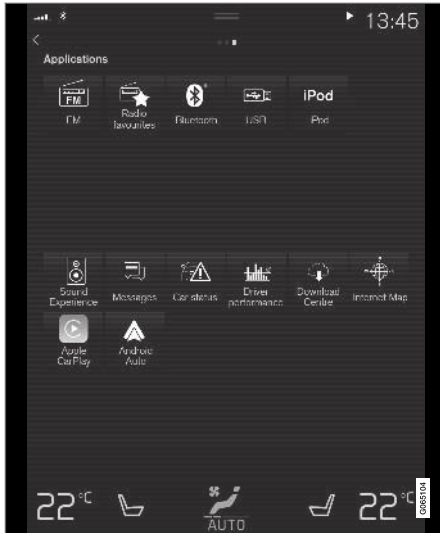 13:45
Applications
FM
FM
Radio
favourites
Bluetooth
USB
iPod
iPod
Sound
Experience
Messages
Car status
Driver
performance
Download
Centre
Internet Map
Apple
CarPlay
Android
Auto
22°C
AUTO
22°C
G065104